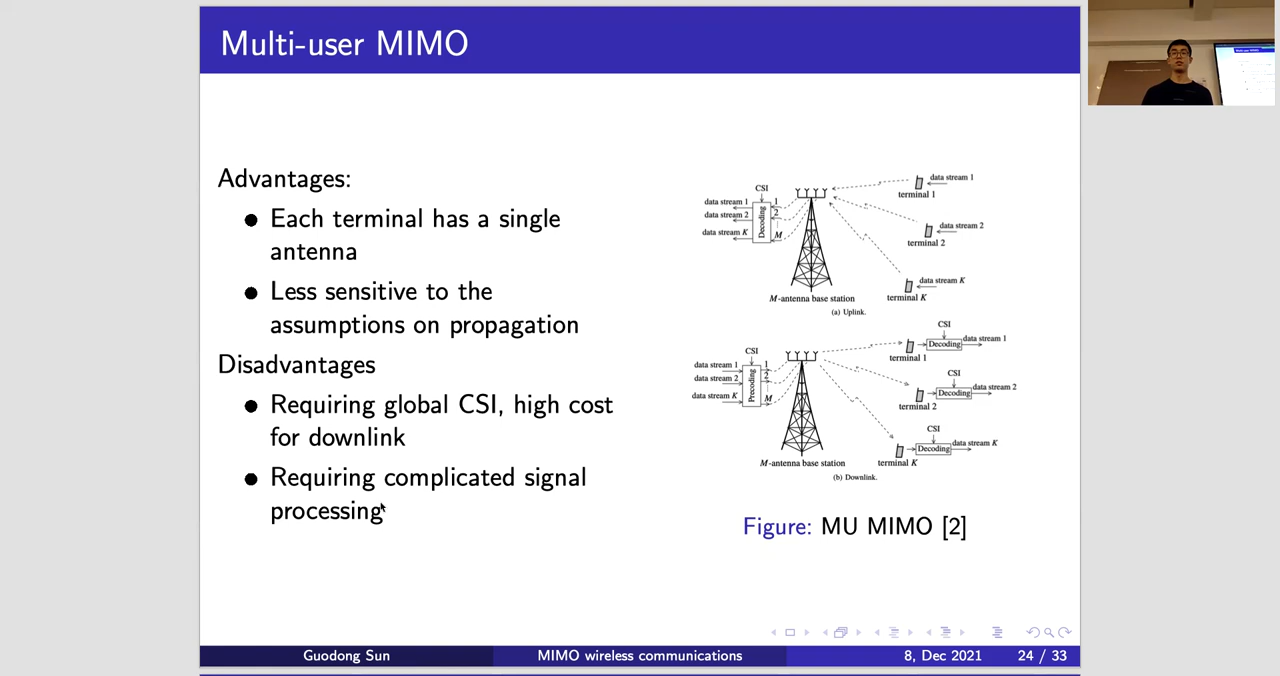 Multi-user MIMO
Advantages:
Each terminal has a single
antenna
Less sensitive to the
assumptions on propagation
Disadvantages
Requiring global CSI, high cost
for downlink
Requiring complicated signal
processing
CSI
data stream 1
data stream 2
data stream K
Decoding
1
2
M
M-antenna base station
data stream 1
terminal 1
data stream 2
terminal 2
data stream K
terminal K
(a) Uplink.
CSI
data stream 1
data stream 2
data stream K
Precoding
1
2
M
M-antenna base station
CSI
Decoding
data stream 1
terminal 1
CSI
Decoding
data stream 2
terminal 2
CSI
Decoding
data stream K
terminal K
(b) Downlink.
Figure: MU MIMO [2]
Guodong Sun
MIMO wireless communications
8, Dec 2021
24 / 33